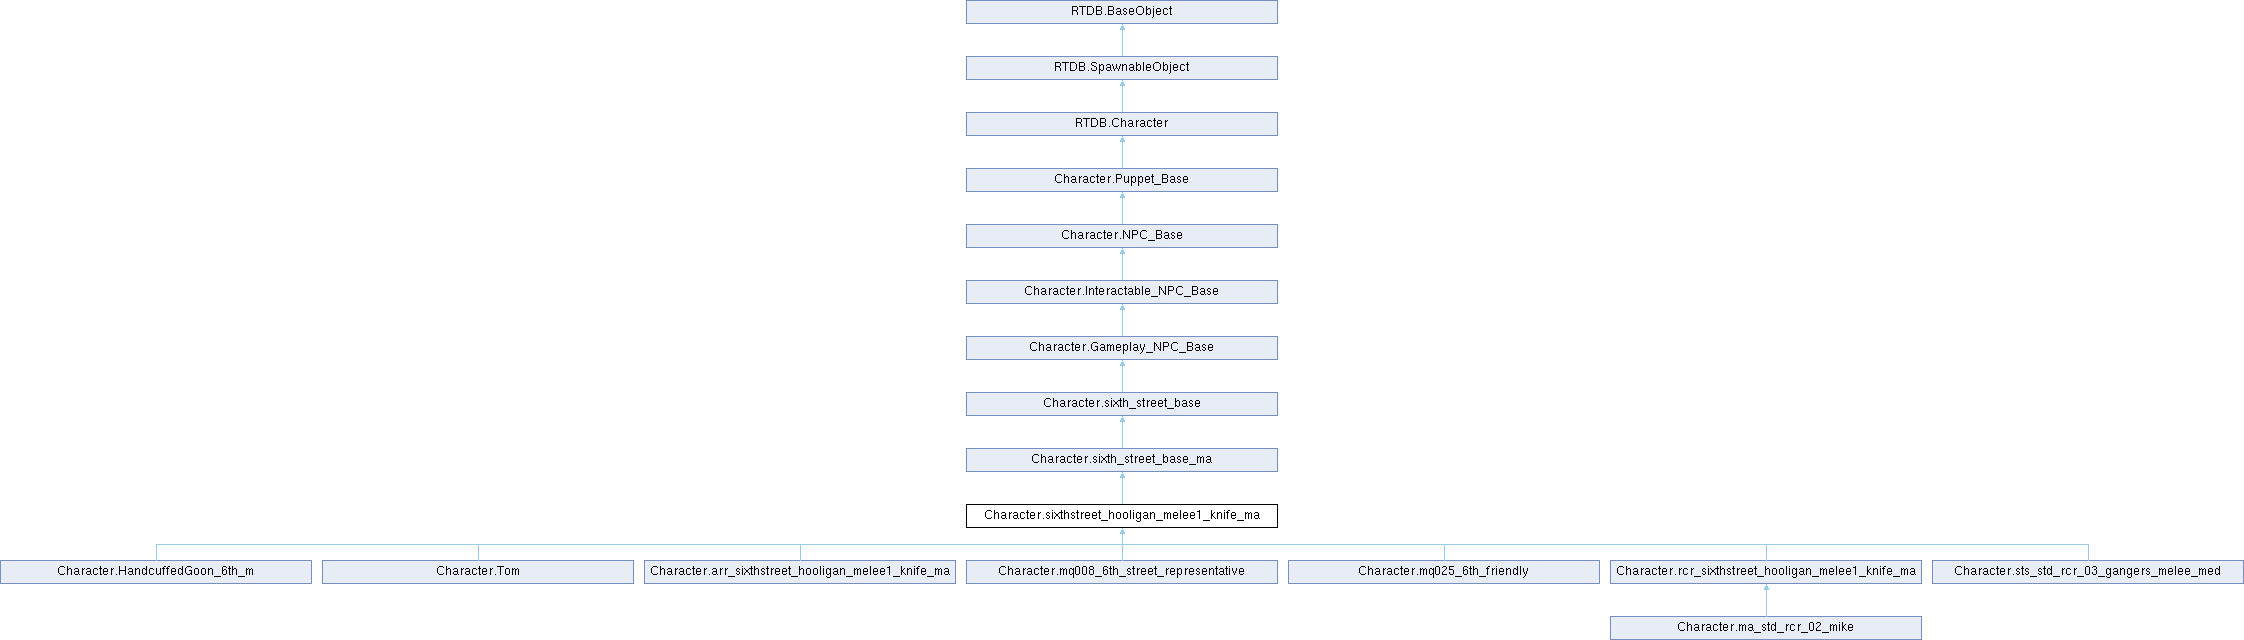 RTDB.BaseObject
RTDB.SpawnableObject
RTDB.Character
Character.Puppet_Base
Character.NPC_Base
Character.Interactable_NPC_Base
Character.Gameplay_NPC_Base
Character.sixth_street_base
Character.sixth_street_base_ma
Character.sixthstreet_hooligan_melee1_knife_ma
Character.HandcuffedGoon_6th_m
Character.Tom
Character.arr_sixthstreet_hooligan_melee1_knife_ma
Character.mq008_6th_street_representative
Character.mq025_6th_friendly
Character.rcr_sixthstreet_hooligan_melee1_knife_ma
Character.sts_std_rcr_03_gangers_melee_med
Character.ma_std_rcr_02_mike